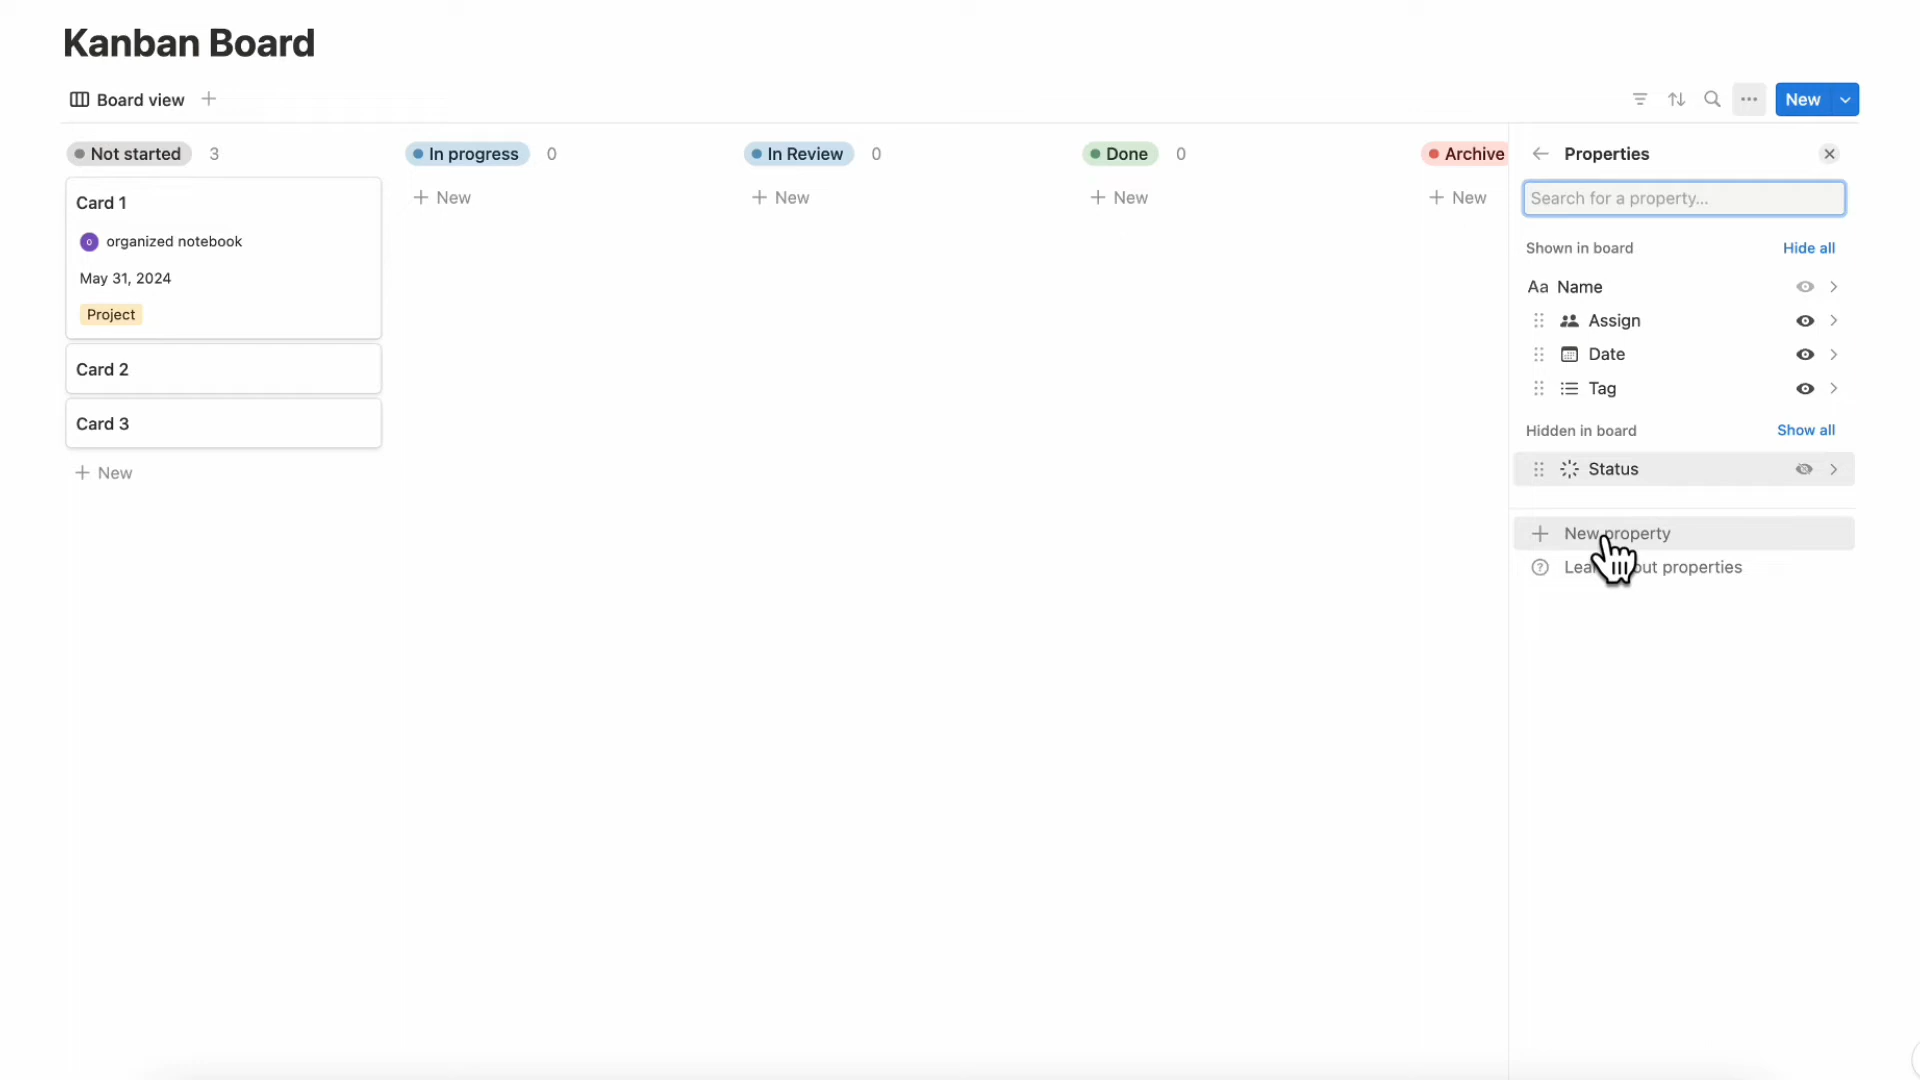 Kanban Board
Board view
New
Not started 3
In progress 0
In Review 0
Done 0
Archive
Card 1
organized notebook
May 31, 2024
Project
Card 2
Card 3
New
New
New
New
New
Properties
Search for a property...
Shown in board Hide all
Aa Name
Assign
Date
Tag
Hidden in board Show all
Status
New property
out properties